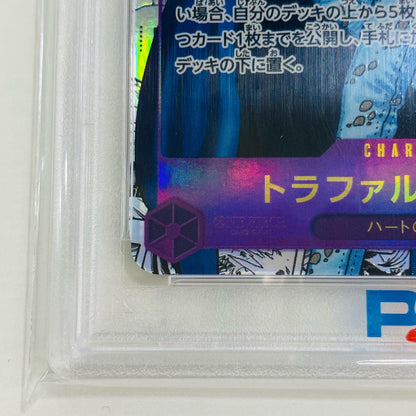 い場合、自分のデッキの上から5枚
つカード1枚までを公開し、手札に
デッキの下に置く。
CHAR
トラファル
ハートの
PS